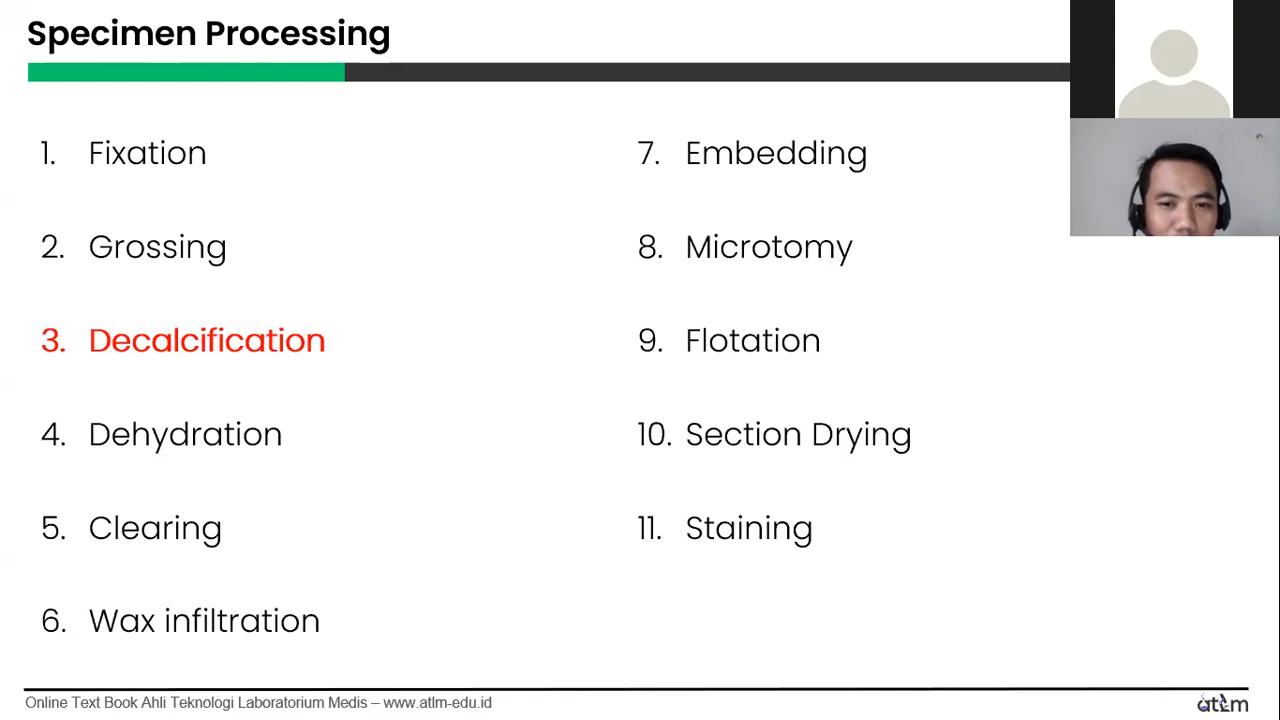 Specimen Processing
1. Fixation
2. Grossing
3. Decalcification
4. Dehydration
5. Clearing
6. Wax infiltration
7. Embedding
8. Microtomy
9. Flotation
10. Section Drying
11. Staining
Online Text Book Ahli Teknologi Laboratorium Medis – www.atlm-edu.id
atlm